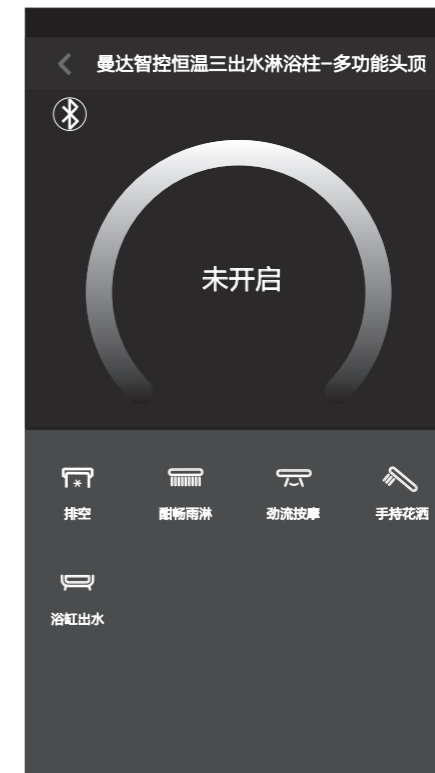 曼达智控恒温三出水淋浴柱-多功能头顶
未开启
排空
酣畅雨淋
劲流按摩
手持花洒
浴缸出水